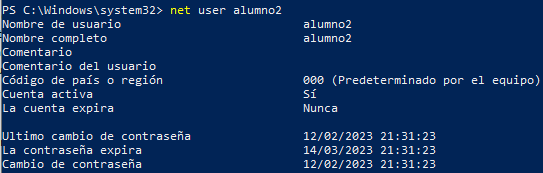 PS C:\Windows\system32> net user alumno2
Nombre de usuario alumno2
Nombre completo alumno2
Comentario
Comentario del usuario
Código de país o región 000 (Predeterminado por el equipo)
Cuenta activa Sí
La cuenta expira Nunca
Ultimo cambio de contraseña 12/02/2023 21:31:23
La contraseña expira 14/03/2023 21:31:23
Cambio de contraseña 12/02/2023 21:31:23